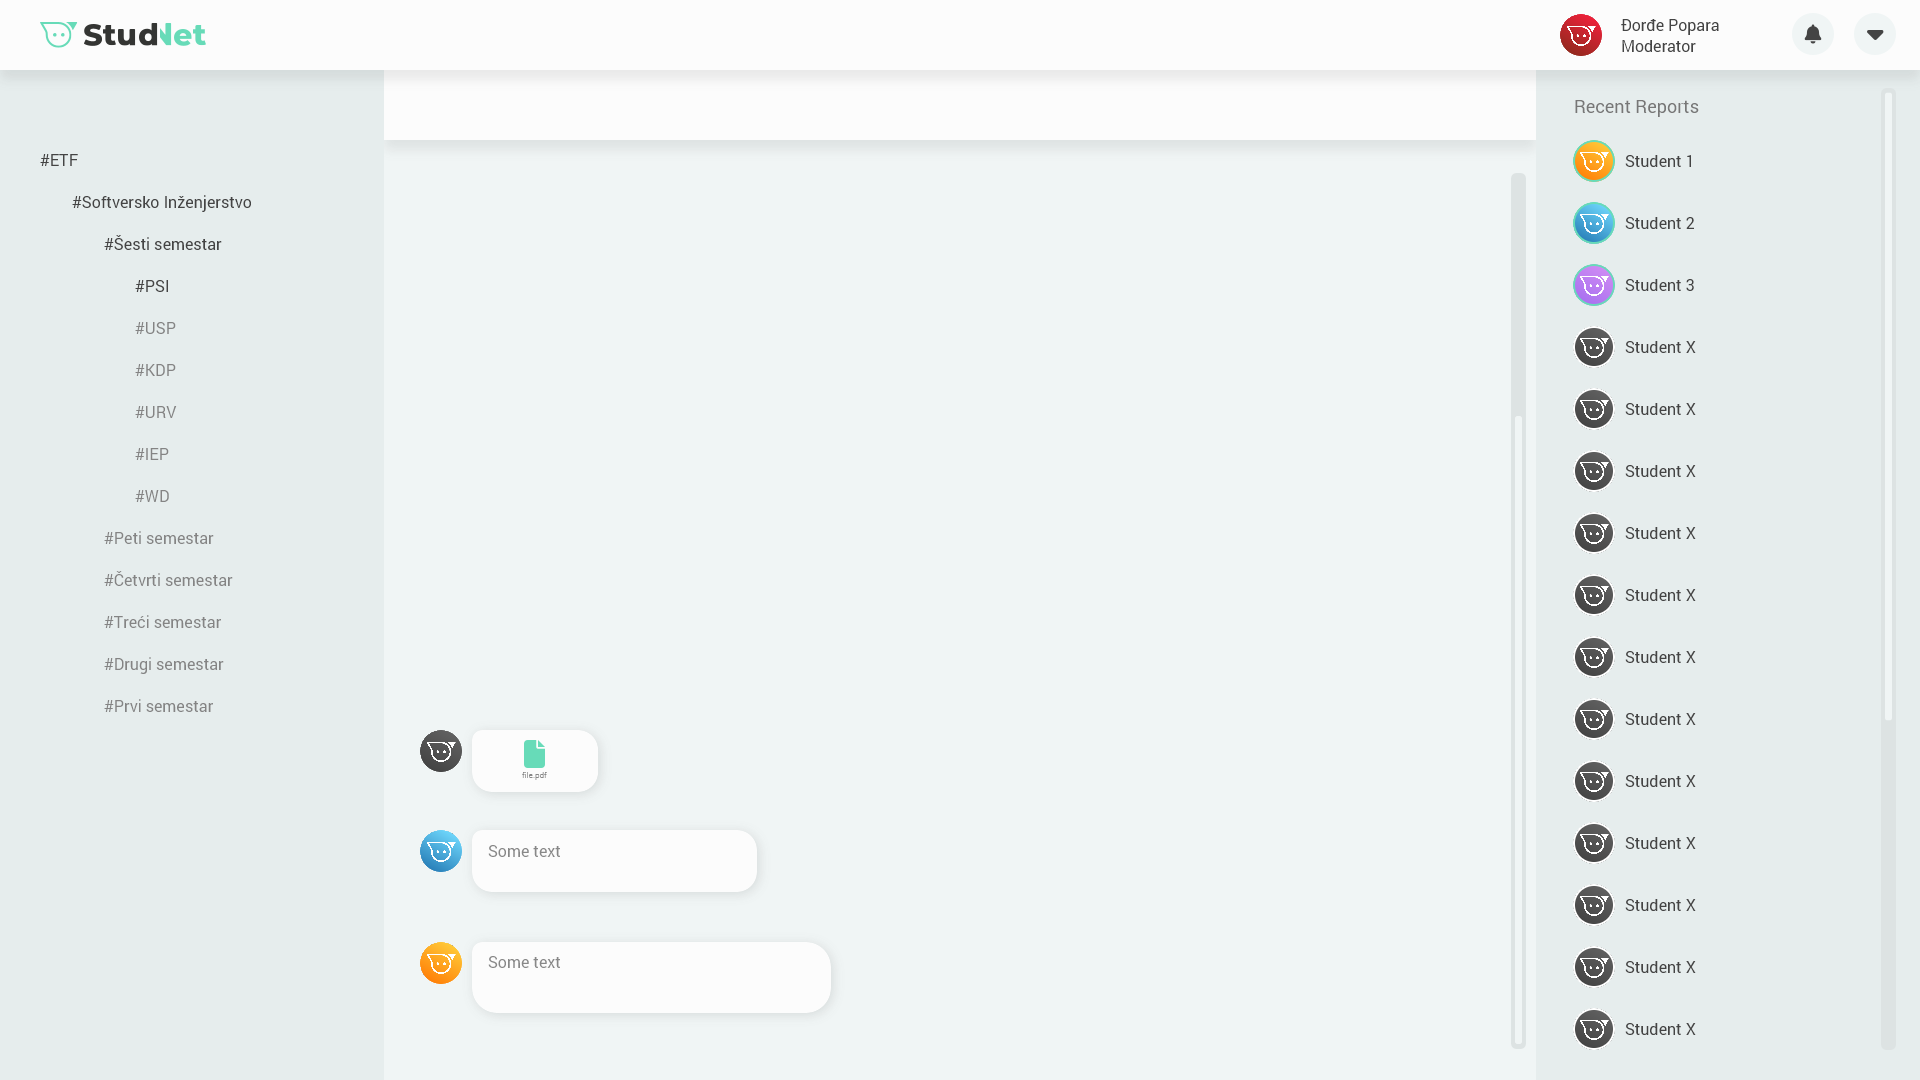 StudNet
Đorđe Popara
Moderator
#ETF
#Softversko Inženjerstvo
#Šesti semestar
#PSI
#USP
#KDP
#URV
#IEP
#WD
#Peti semestar
#Četvrti semestar
#Treći semestar
#Drugi semestar
#Prvi semestar
file.pdf
Some text
Some text
Recent Reports
Student 1
Student 2
Student 3
Student X
Student X
Student X
Student X
Student X
Student X
Student X
Student X
Student X
Student X
Student X
Student X